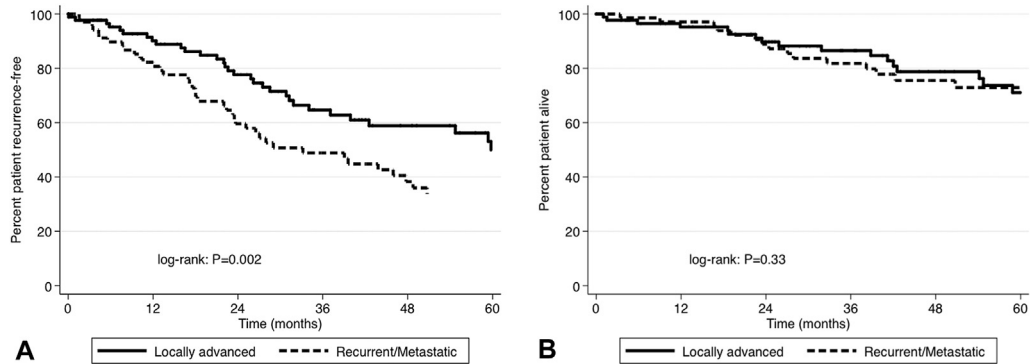 100
80
60
40
20
0
Percent patient recurrence-free
log-rank: P=0.002
0 12 24 36 48 60
Time (months)
A
Locally advanced Recurrent/Metastatic
100
80
60
40
20
0
Percent patient alive
log-rank: P=0.33
0 12 24 36 48 60
Time (months)
B
Locally advanced Recurrent/Metastatic